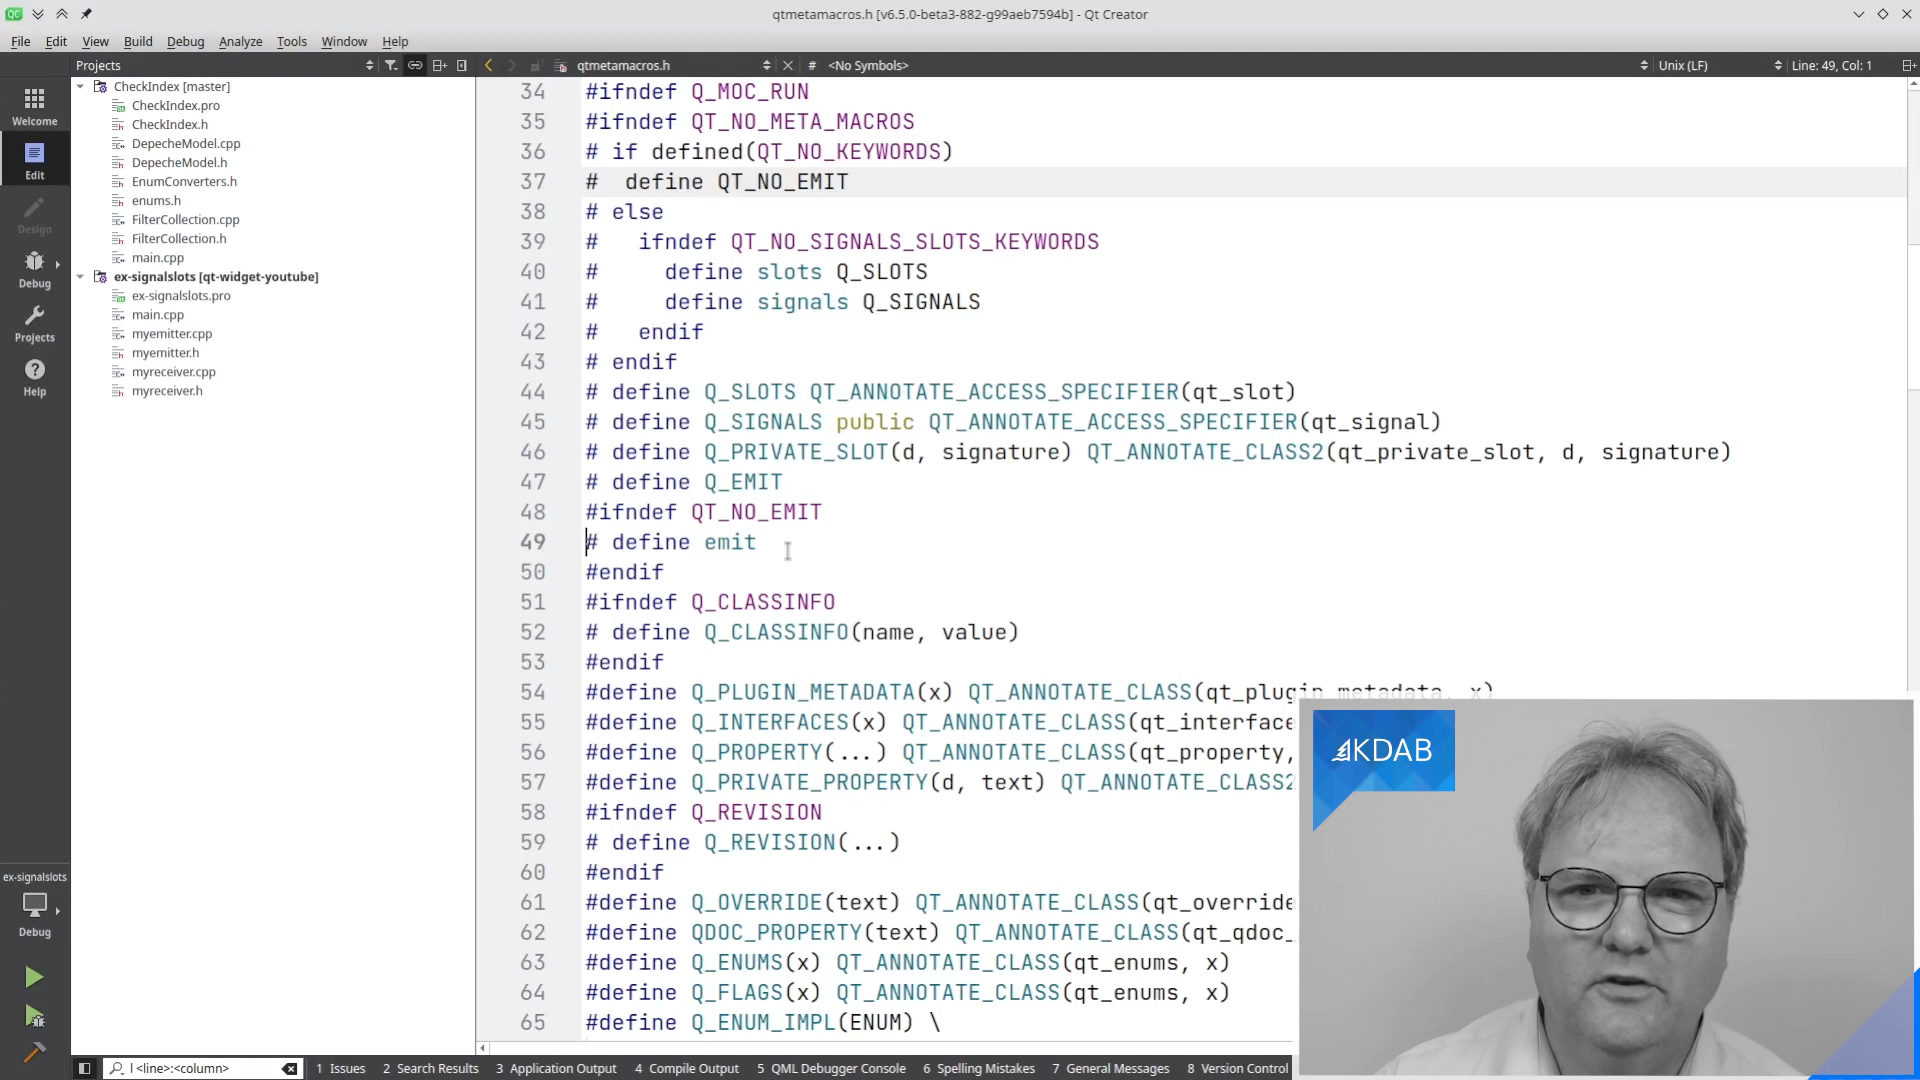 qtmetamacros.h [v6.5.0-beta3-882-g99aeb7594b] - Qt Creator
File Edit View Build Debug Analyze Tools Window Help
Projects
qtmetamacros.h
# <No Symbols>
Unix (LF)
Line: 49, Col: 1
Welcome
Edit
Design
Debug
Projects
Help
ex-signalslots
Debug
CheckIndex [master]
CheckIndex.pro
CheckIndex.h
DepecheModel.cpp
DepecheModel.h
EnumConverters.h
enums.h
FilterCollection.cpp
FilterCollection.h
main.cpp
ex-signalslots [qt-widget-youtube]
ex-signalslots.pro
main.cpp
myemitter.cpp
myemitter.h
myreceiver.cpp
myreceiver.h
34 #ifndef Q_MOC_RUN
35 #ifndef QT_NO_META_MACROS
36 # if defined(QT_NO_KEYWORDS)
37 #  define QT_NO_EMIT
38 # else
39 #   ifndef QT_NO_SIGNALS_SLOTS_KEYWORDS
40 #     define slots Q_SLOTS
41 #     define signals Q_SIGNALS
42 #   endif
43 # endif
44 # define Q_SLOTS QT_ANNOTATE_ACCESS_SPECIFIER(qt_slot)
45 # define Q_SIGNALS public QT_ANNOTATE_ACCESS_SPECIFIER(qt_signal)
46 # define Q_PRIVATE_SLOT(d, signature) QT_ANNOTATE_CLASS2(qt_private_slot, d, signature)
47 # define Q_EMIT
48 #ifndef QT_NO_EMIT
49 # define emit
50 #endif
51 #ifndef Q_CLASSINFO
52 # define Q_CLASSINFO(name, value)
53 #endif
54 #define Q_PLUGIN_METADATA(x) QT_ANNOTATE_CLASS(qt_plugin_metadata, x)
55 #define Q_INTERFACES(x) QT_ANNOTATE_CLASS(qt_interface
56 #define Q_PROPERTY(...) QT_ANNOTATE_CLASS(qt_property,
57 #define Q_PRIVATE_PROPERTY(d, text) QT_ANNOTATE_CLASS2
58 #ifndef Q_REVISION
59 # define Q_REVISION(...)
60 #endif
61 #define Q_OVERRIDE(text) QT_ANNOTATE_CLASS(qt_override
62 #define QDOC_PROPERTY(text) QT_ANNOTATE_CLASS(qt_qdoc_
63 #define Q_ENUMS(x) QT_ANNOTATE_CLASS(qt_enums, x)
64 #define Q_FLAGS(x) QT_ANNOTATE_CLASS(qt_enums, x)
65 #define Q_ENUM_IMPL(ENUM) \
KDAB
l <line>:<column>
1 Issues 2 Search Results 3 Application Output 4 Compile Output 5 QML Debugger Console 6 Spelling Mistakes 7 General Messages 8 Version Control